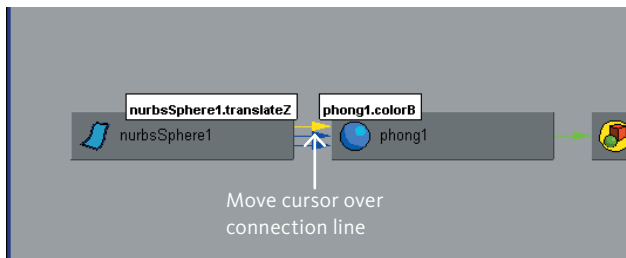 nurbsSphere1.translateZ
phong1.colorB
nurbsSphere1
phong1
Move cursor over
connection line